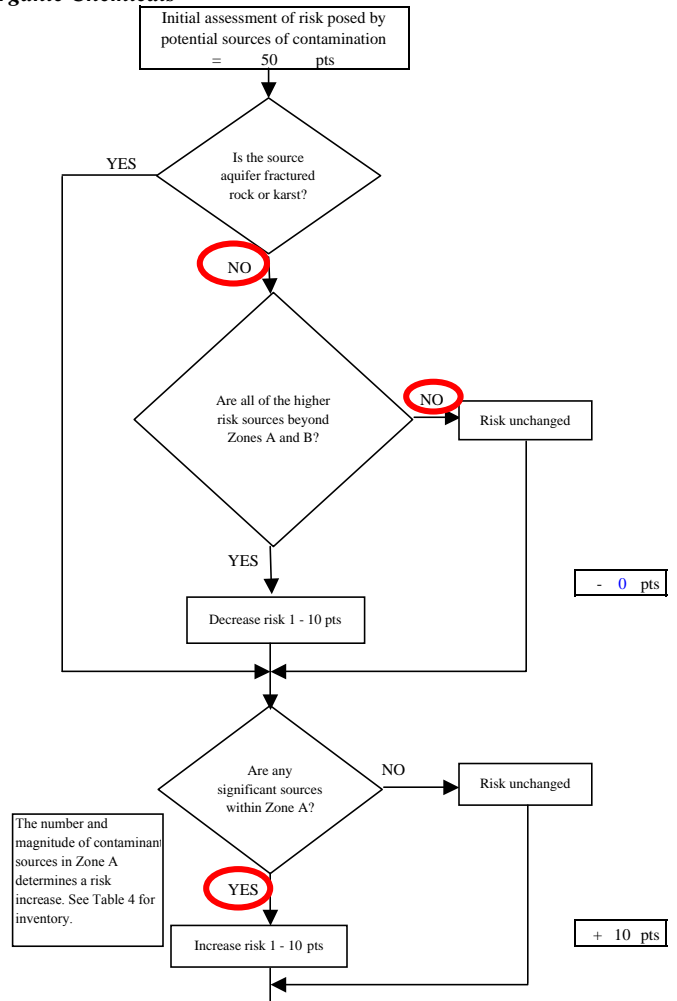 Organic Chemicals
Initial assessment of risk posed by
potential sources of contamination
= 50 pts
Is the source
aquifer fractured
rock or karst?
YES
NO
Are all of the higher
risk sources beyond
Zones A and B?
NO
Risk unchanged
YES
- 0 pts
Decrease risk 1 - 10 pts
Are any
significant sources
within Zone A?
NO
Risk unchanged
The number and
magnitude of contaminant
sources in Zone A
determines a risk
increase. See Table 4 for
inventory.
YES
+ 10 pts
Increase risk 1 - 10 pts